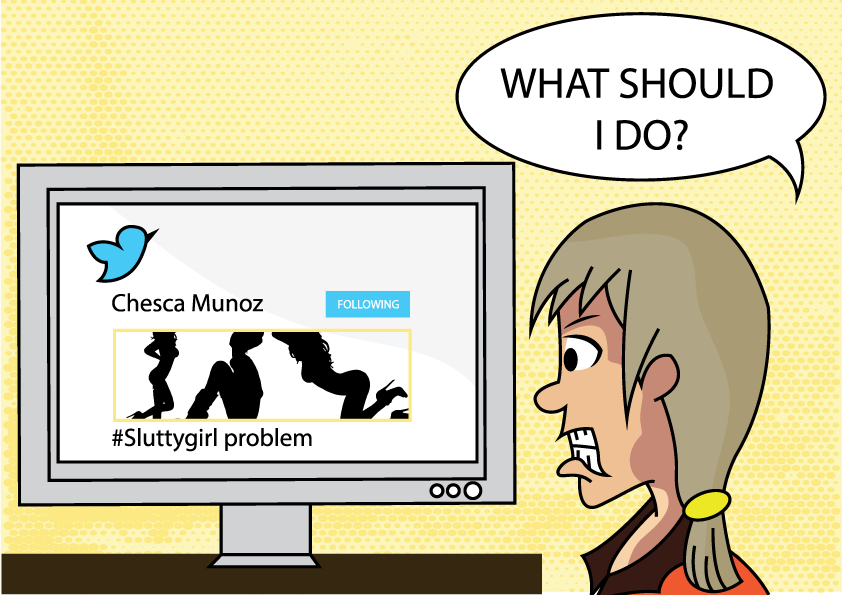 WHAT SHOULD
I DO?
Chesca Munoz
FOLLOWING
#Sluttygirl problem